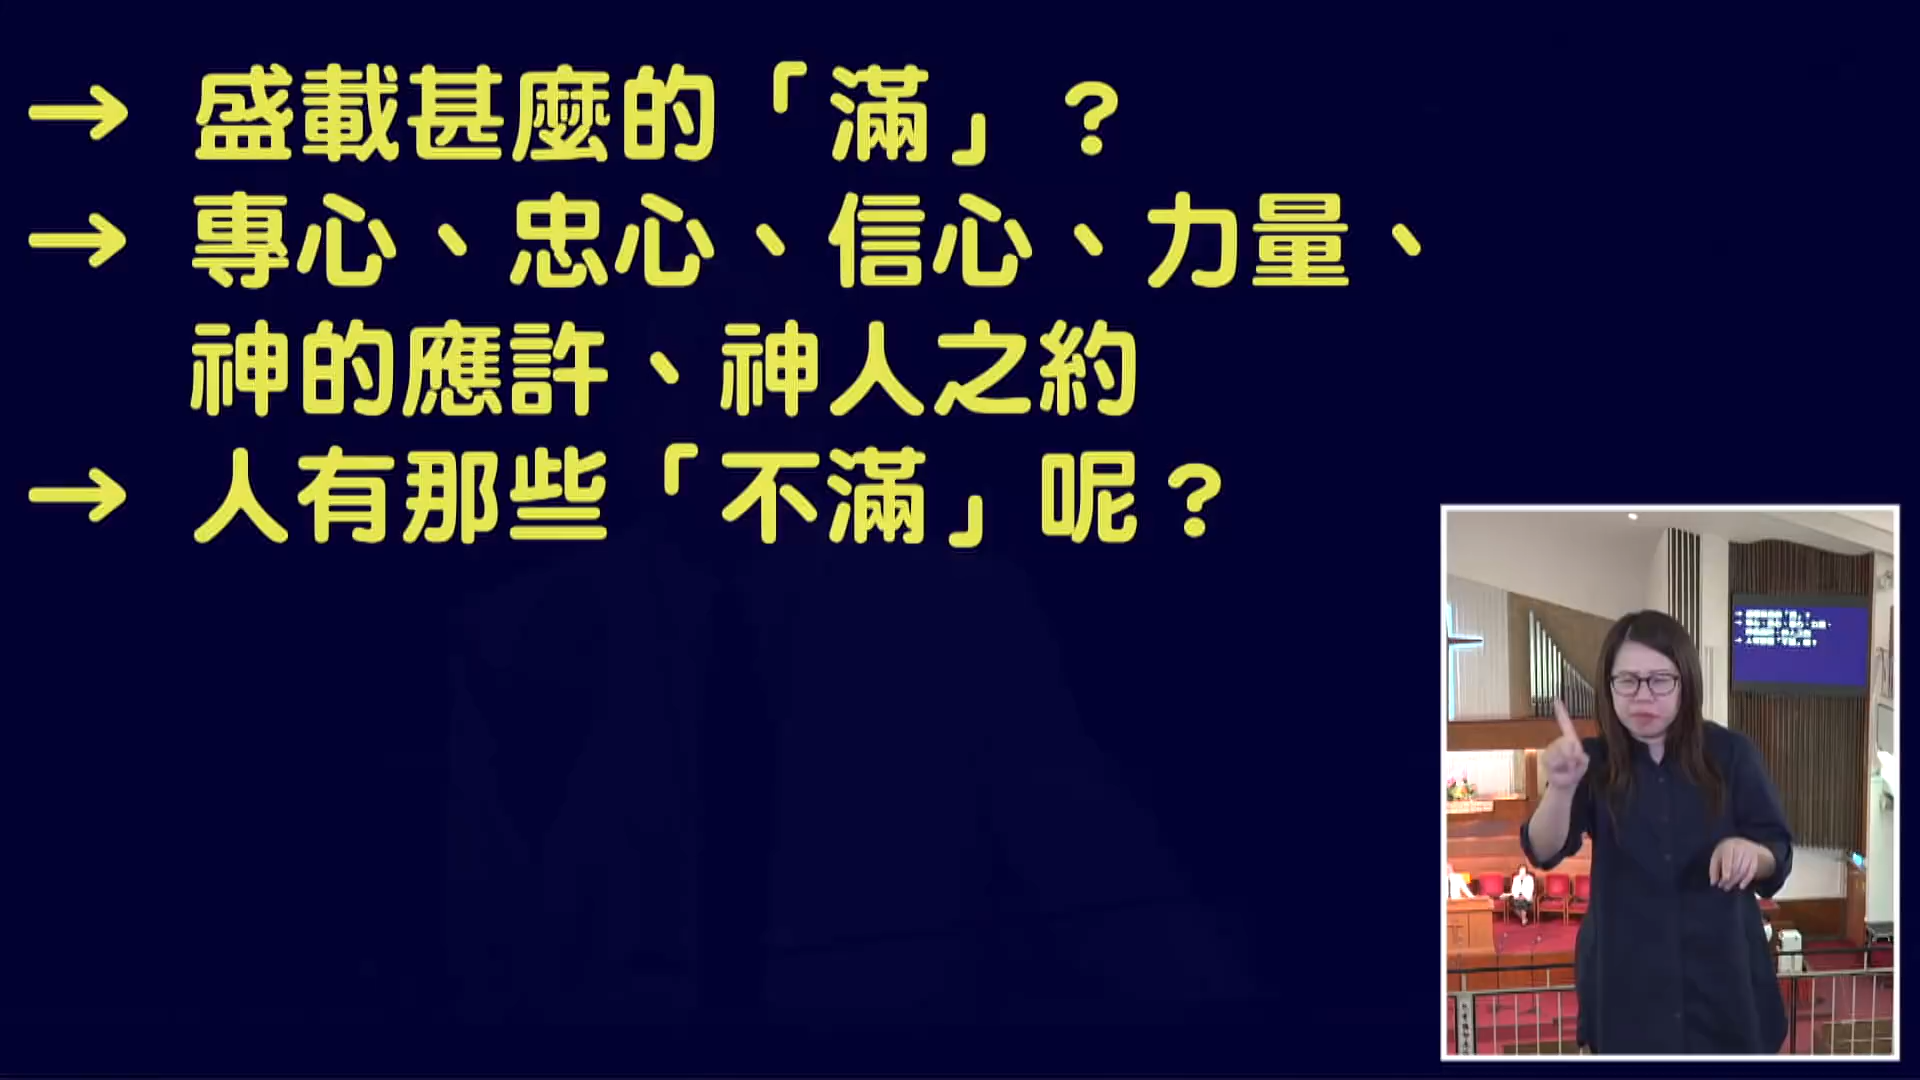 → 盛載甚麼的「滿」？
→ 專心、忠心、信心、力量、
神的應許、神人之約
→ 人有那些「不滿」呢？